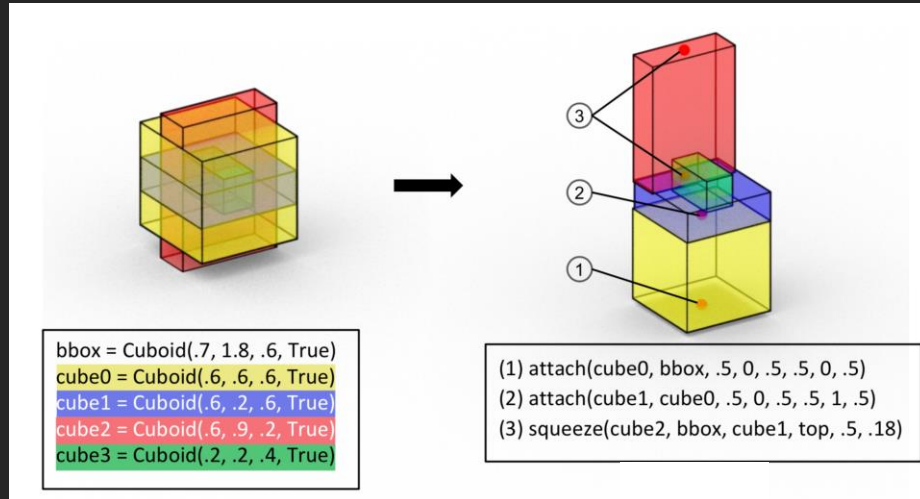 3
2
1
bbox = Cuboid(.7, 1.8, .6, True)
cube0 = Cuboid(.6, .6, .6, True)
cube1 = Cuboid(.6, .2, .6, True)
cube2 = Cuboid(.6, .9, .2, True)
cube3 = Cuboid(.2, .2, .4, True)
(1) attach(cube0, bbox, .5, 0, .5, .5, 0, .5)
(2) attach(cube1, cube0, .5, 0, .5, .5, 1, .5)
(3) squeeze(cube2, bbox, cube1, top, .5, .18)